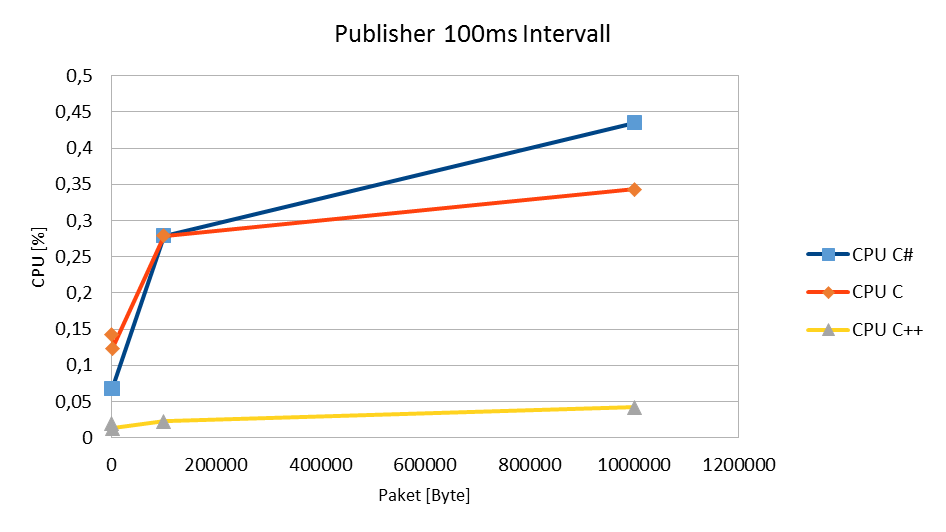 Publisher 100ms Intervall
0,5
0,45
0,4
0,35
0,3
0,25
0,2
0,15
0,1
0,05
0
CPU [%]
0 200000 400000 600000 800000 1000000 1200000
Paket [Byte]
CPU C#
CPU C
CPU C++